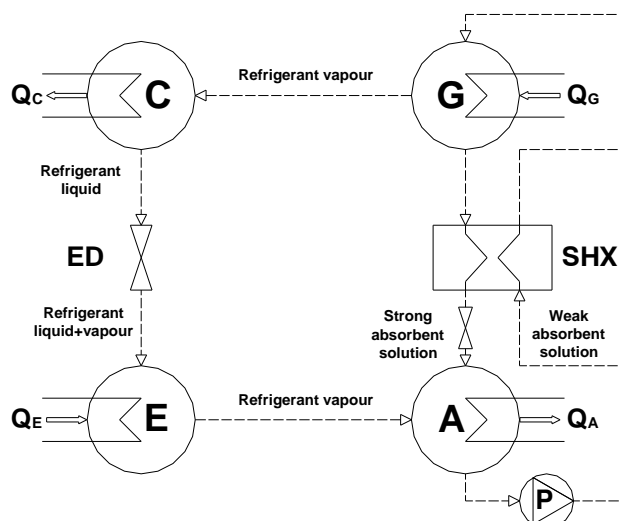 Refrigerant vapour
C
G
QC
QG
Refrigerant
liquid
ED
SHX
Refrigerant
liquid+vapour
Strong
absorbent
solution
Weak
absorbent
solution
Refrigerant vapour
QE
E
A
QA
P